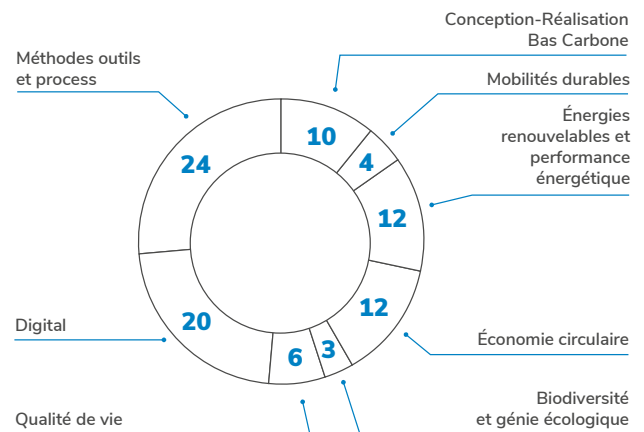 Conception-Réalisation
Bas Carbone
Méthodes outils
et process
Mobilités durables
Énergies
renouvelables et
performance
énergétique
10
4
24
12
12
20
3
6
Digital
Économie circulaire
Biodiversité
et génie écologique
Qualité de vie